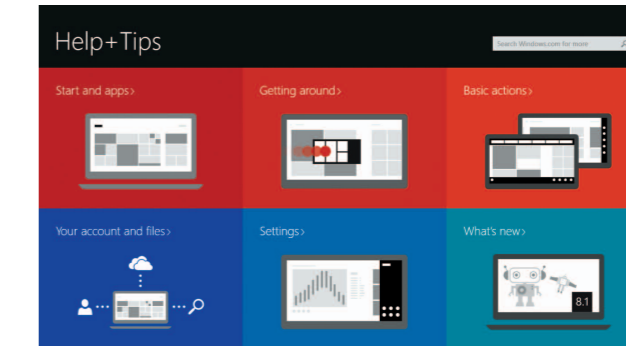 Help+Tips
Search Windows.com for more
Start and apps›
Getting around›
Basic actions›
Your account and files›
Settings›
What's new›
8.1